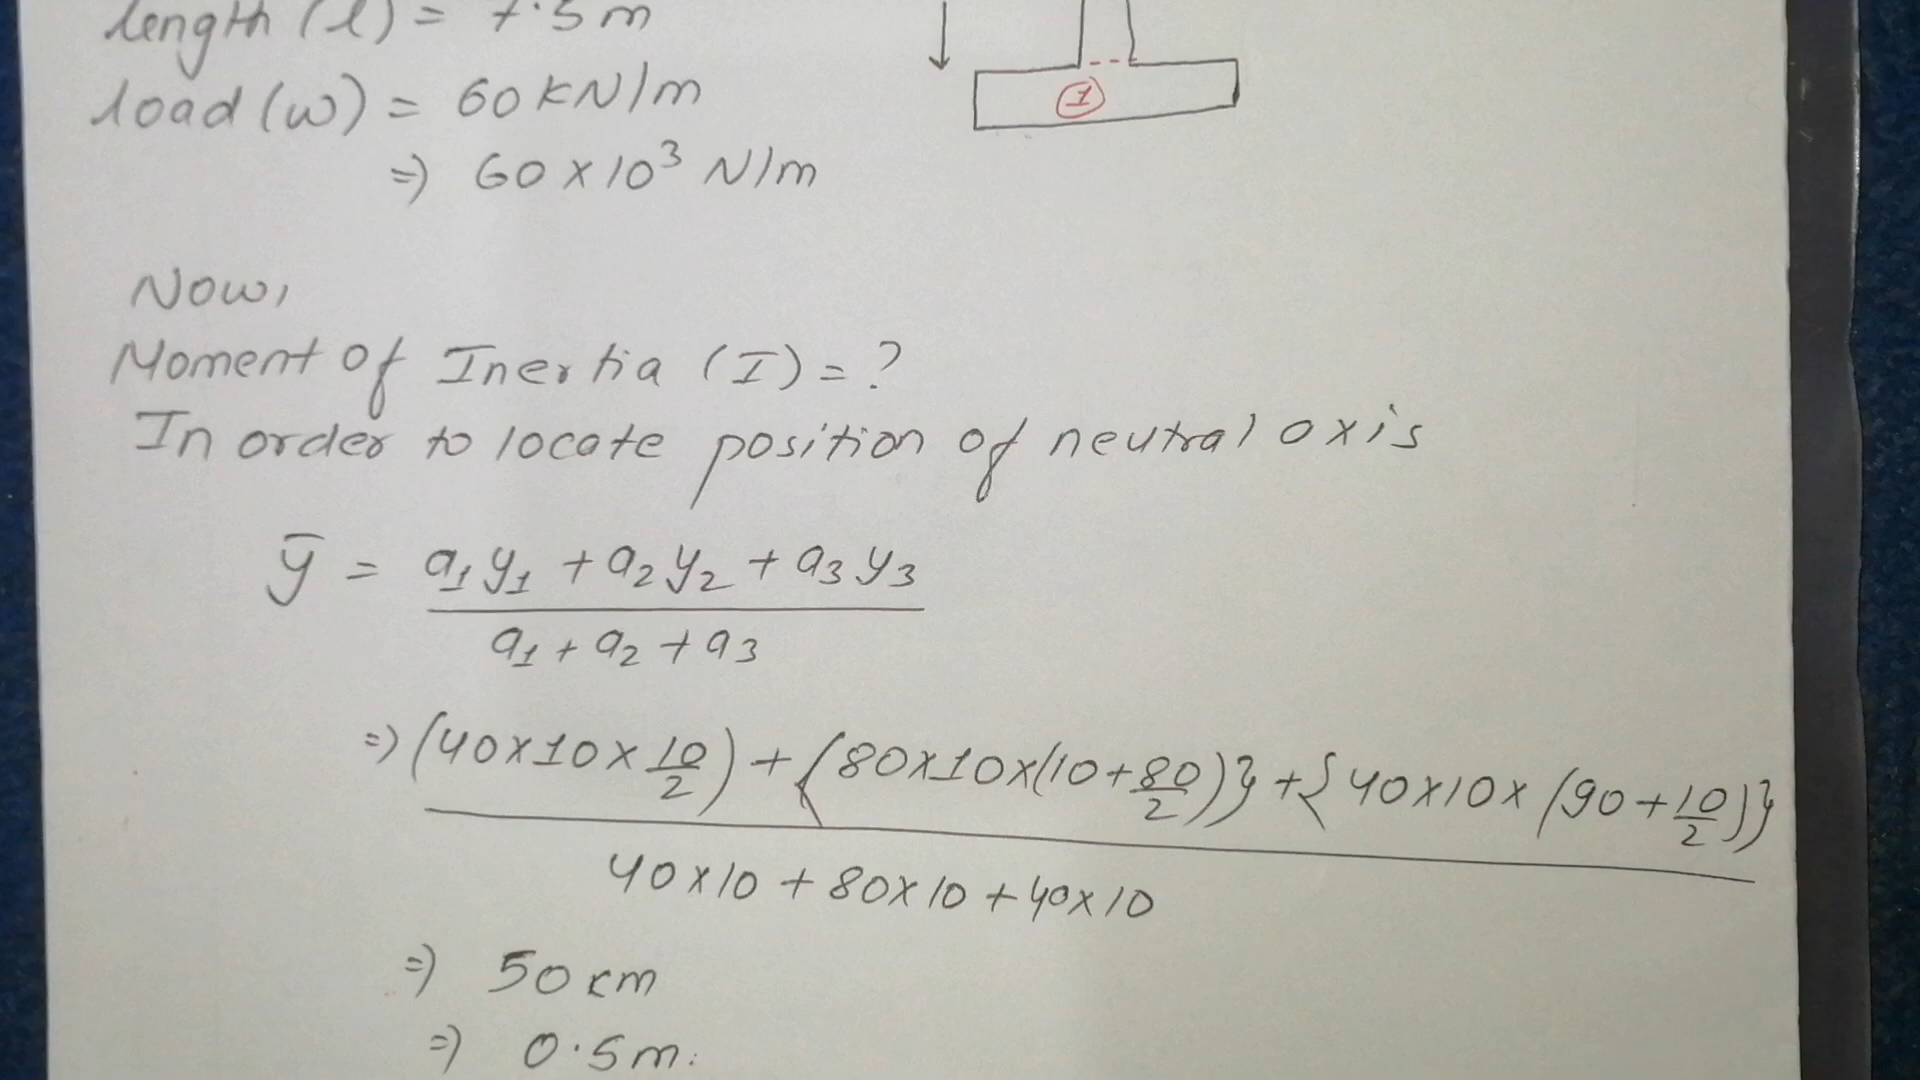 length (l) = 7.5 m
load (w) = 60 KN/m
⇒ 60 × 10³ N/m
1
Now,
Moment of Inertia (I) = ?
In order to locate position of neutral axis
ȳ = a₁y₁ + a₂y₂ + a₃y₃
a₁ + a₂ + a₃
⇒ (40×10×10/2) + {80×10×(10+80/2)} + {40×10×(90+10/2)}
40×10 + 80×10 + 40×10
⇒ 50 cm
⇒ 0.5 m.